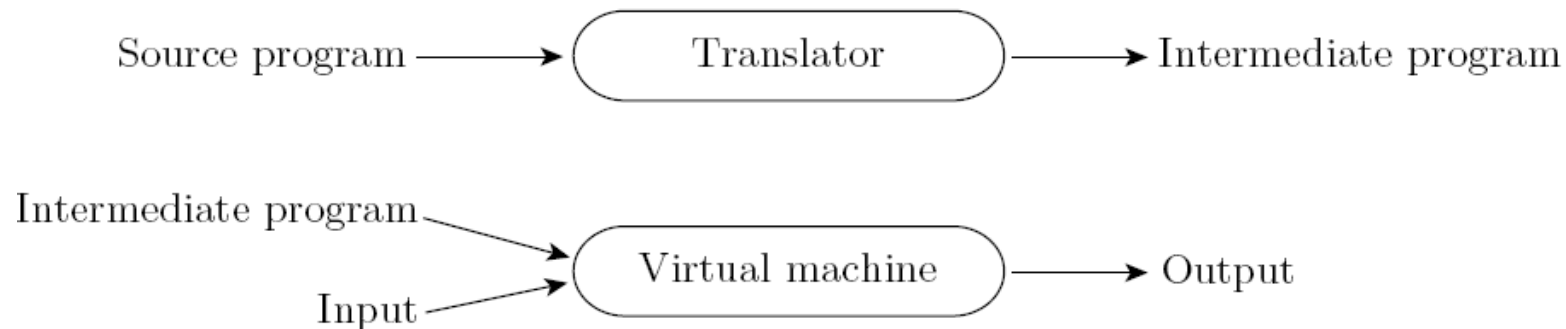 Source program Translator Intermediate program
Intermediate program
Virtual machine Output
Input